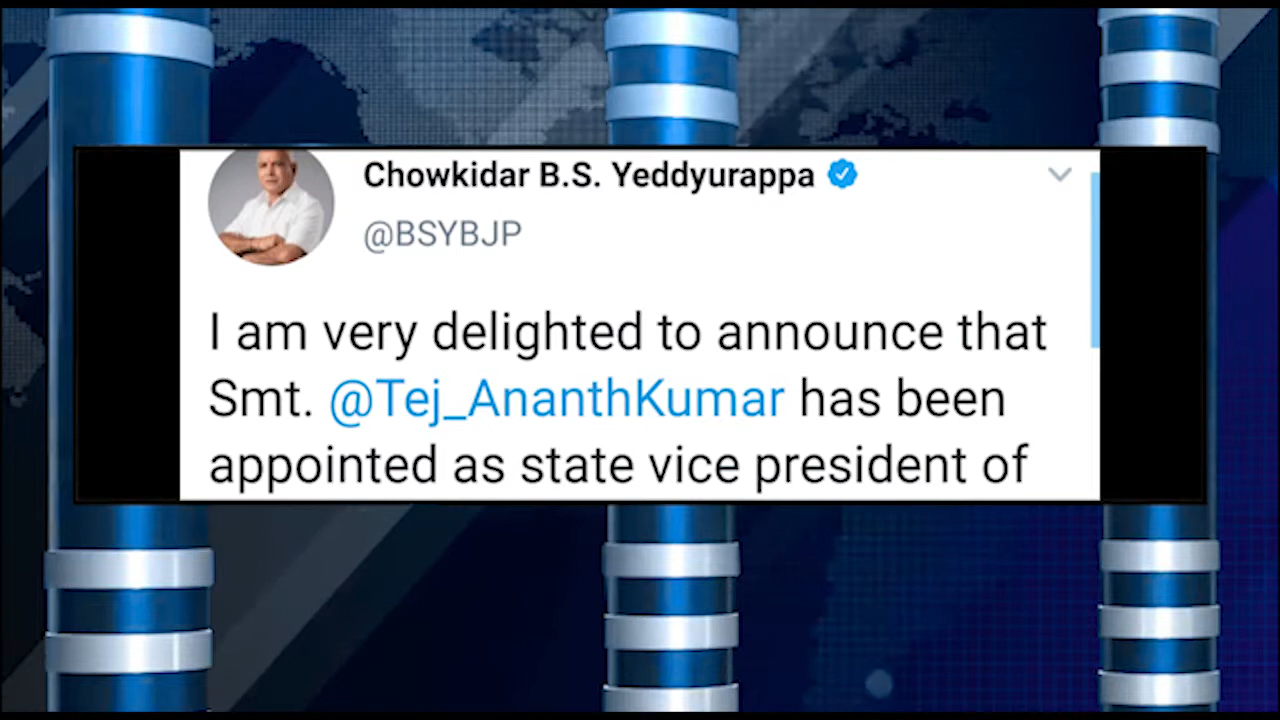 Chowkidar B.S. Yeddyurappa
@BSYBJP
I am very delighted to announce that
Smt. @Tej_AnanthKumar has been
appointed as state vice president of